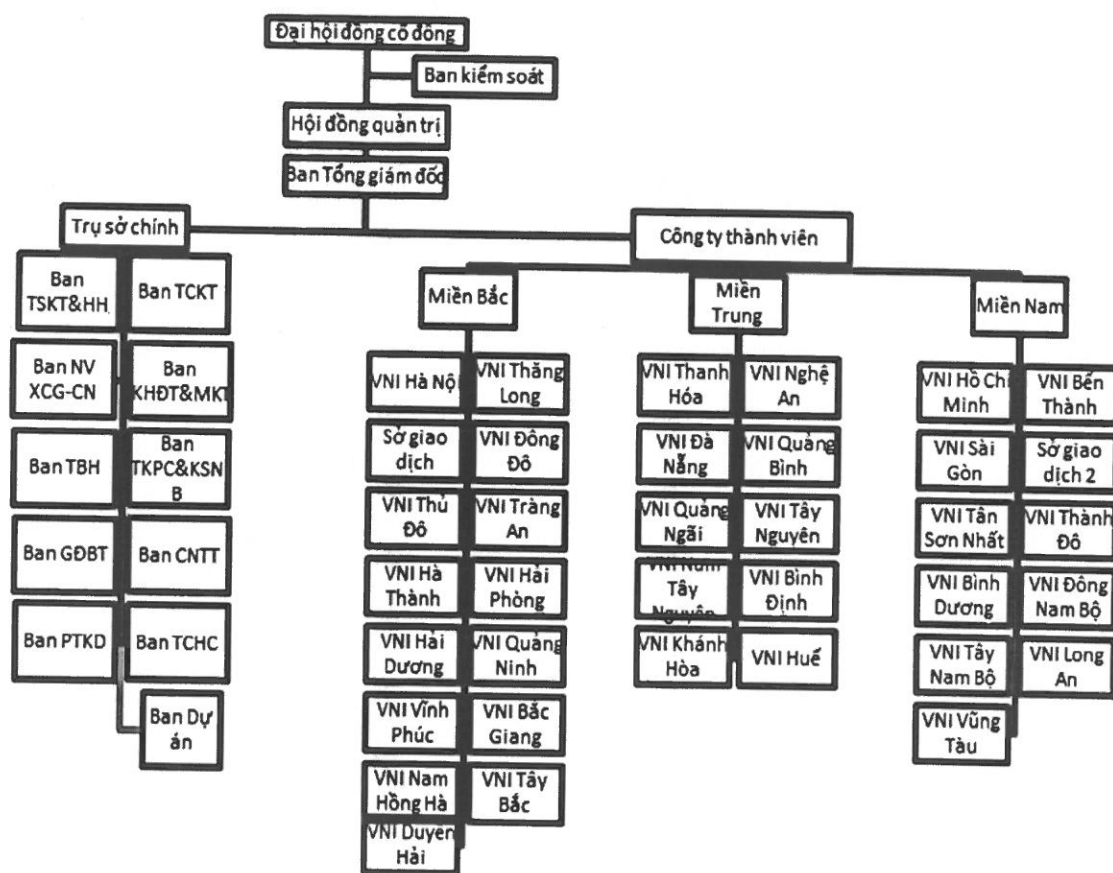 Đại hội đồng cổ đông
Ban kiểm soát
Hội đồng quản trị
Ban Tổng giám đốc
Trụ sở chính
Công ty thành viên
Ban
TSKT&HH
Ban TCKT
Ban NV
XCG-CN
Ban
KHĐT&MKT
Ban TBH
Ban
TKPC&KSN
B
Ban GĐBT
Ban CNTT
Ban PTKD
Ban TCHC
Ban Dự
án
Miền Bắc
VNI Hà Nội
VNI Thăng
Long
Sở giao
dịch
VNI Đông
Đô
VNI Thủ
Đô
VNI Tràng
An
VNI Hà
Thành
VNI Hải
Phòng
VNI Hải
Dương
VNI Quảng
Ninh
VNI Vĩnh
Phúc
VNI Bắc
Giang
VNI Nam
Hồng Hà
VNI Tây
Bắc
VNI Duyên
Hải
Miền
Trung
VNI Thanh
Hóa
VNI Nghệ
An
VNI Đà
Nẵng
VNI Quảng
Bình
VNI Quảng
Ngãi
VNI Tây
Nguyên
VNI Nam
Tây
Nguyên
VNI Bình
Định
VNI Khánh
Hòa
VNI Huế
Miền Nam
VNI Hồ Chí
Minh
VNI Bến
Thành
VNI Sài
Gòn
Sở giao
dịch 2
VNI Tân
Sơn Nhất
VNI Thành
Đô
VNI Bình
Dương
VNI Đông
Nam Bộ
VNI Tây
Nam Bộ
VNI Long
An
VNI Vũng
Tàu